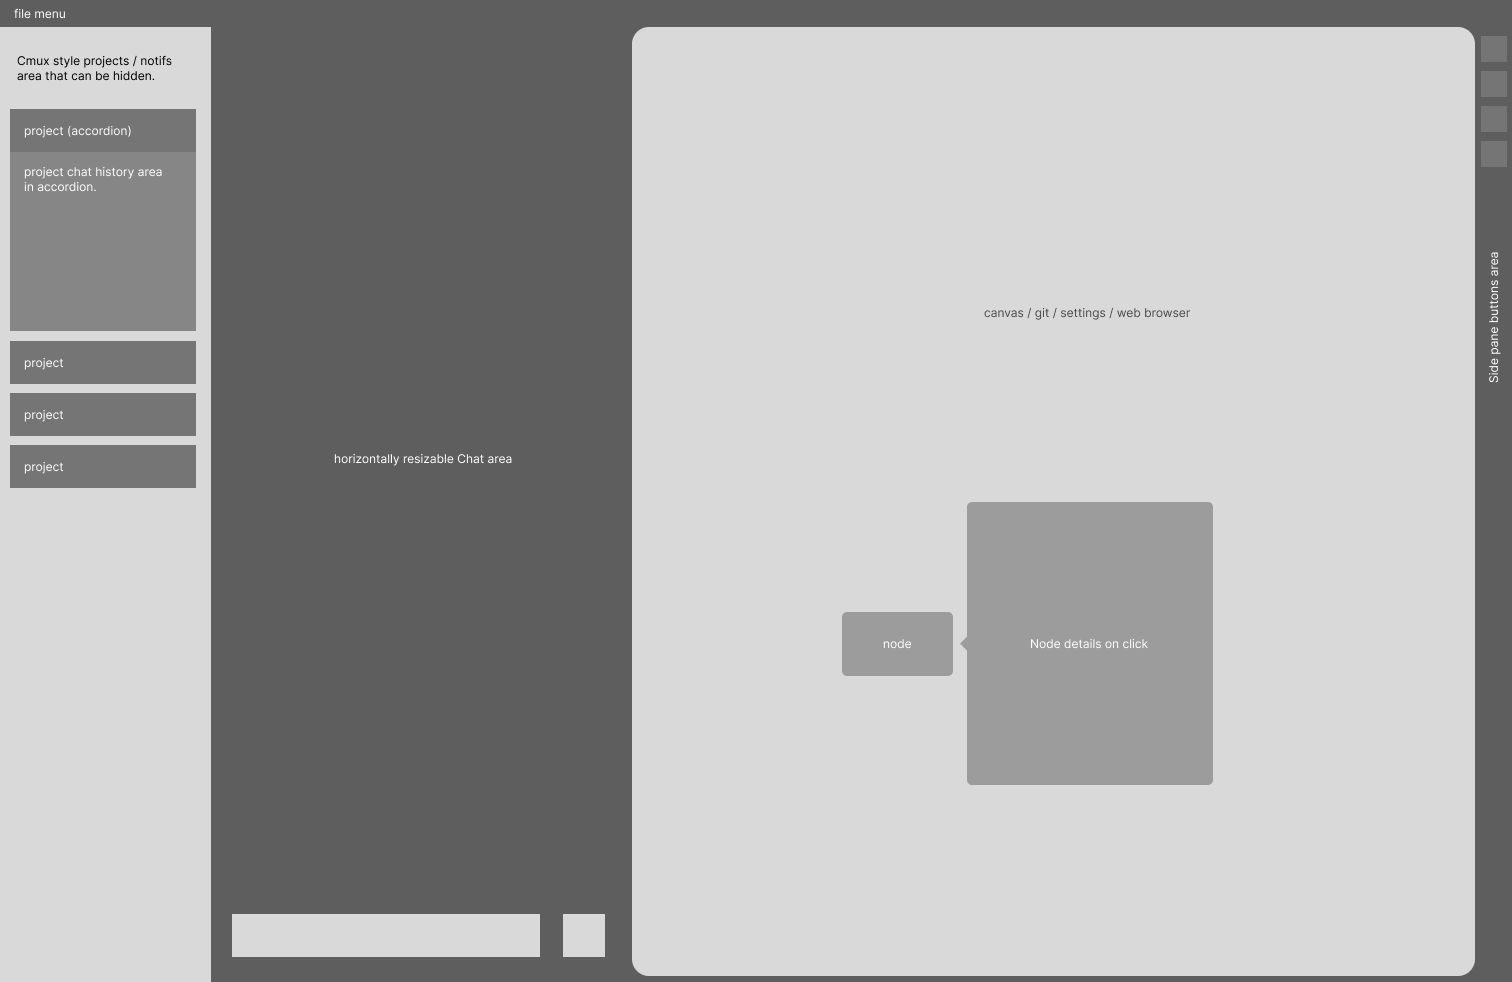 file menu
Cmux style projects / notifs
area that can be hidden.
project (accordion)
project chat history area
in accordion.
project
project
project
horizontally resizable Chat area
canvas / git / settings / web browser
node
Node details on click
Side pane buttons area